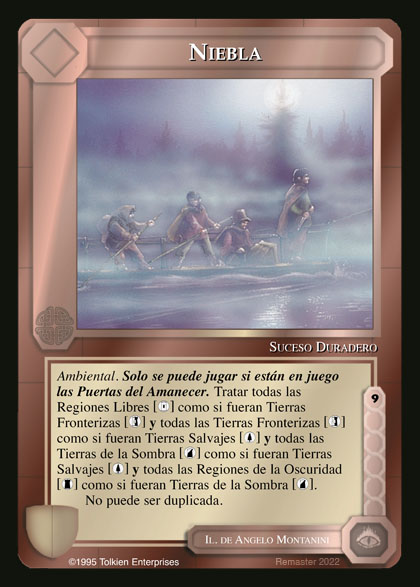 Niebla
Suceso Duradero
Ambiental. Solo se puede jugar si están en juego
las Puertas del Amanecer. Tratar todas las
Regiones Libres [ ] como si fueran Tierras
Fronterizas [ ] y todas las Tierras Fronterizas [ ]
como si fueran Tierras Salvajes [ ] y todas las
Tierras de la Sombra [ ] como si fueran Tierras
Salvajes [ ] y todas las Regiones de la Oscuridad
[ ] como si fueran Tierras de la Sombra [ ].
No puede ser duplicada.
9
Il. de Angelo Montanini
©1995 Tolkien Enterprises
Remaster 2022